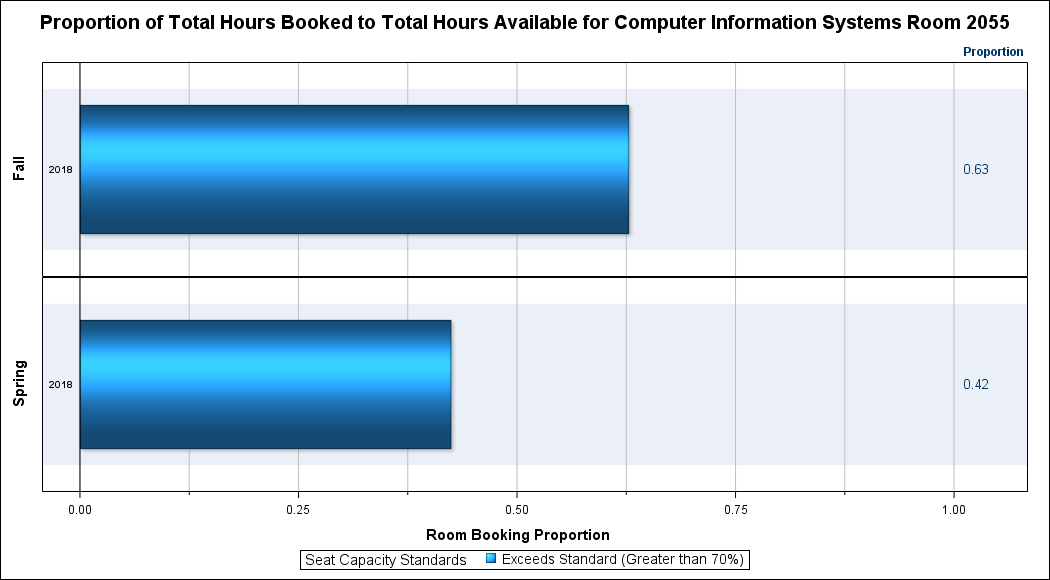 Proportion of Total Hours Booked to Total Hours Available for Computer Information Systems Room 2055
Proportion
Fall
2018
0.63
Spring
2018
0.42
0.00 0.25 0.50 0.75 1.00
Room Booking Proportion
Seat Capacity Standards Exceeds Standard (Greater than 70%)